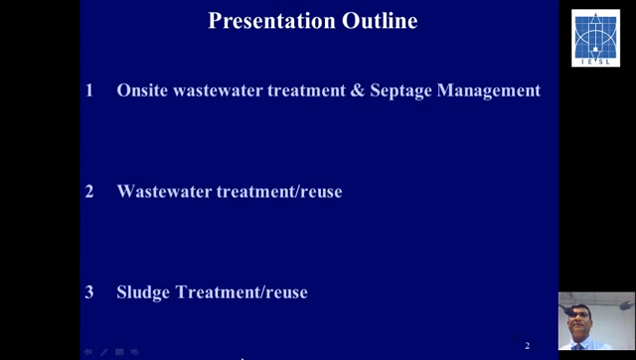 Presentation Outline
1 Onsite wastewater treatment & Septage Management
2 Wastewater treatment/reuse
3 Sludge Treatment/reuse
2
IESL